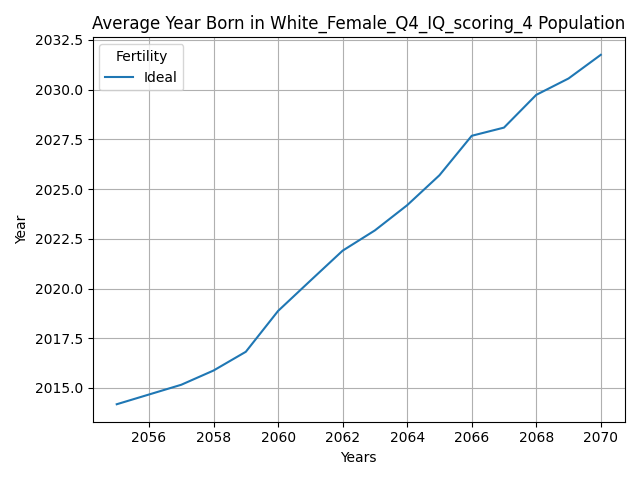 Average Year Born in White_Female_Q4_IQ_scoring_4 Population
2032.5
2030.0
2027.5
2025.0
2022.5
2020.0
2017.5
2015.0
Year
Fertility
Ideal
2056 2058 2060 2062 2064 2066 2068 2070
Years